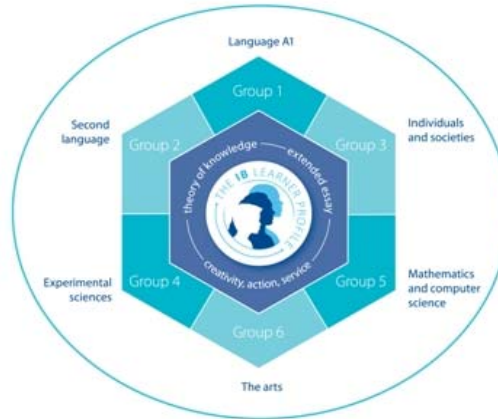 Language A1
Group 1
Second
language
Group 2
Individuals
and societies
Group 3
theory of knowledge
extended essay
THE IB LEARNER PROFILE
creativity, action, service
Experimental
sciences
Group 4
Mathematics
and computer
science
Group 5
Group 6
The arts